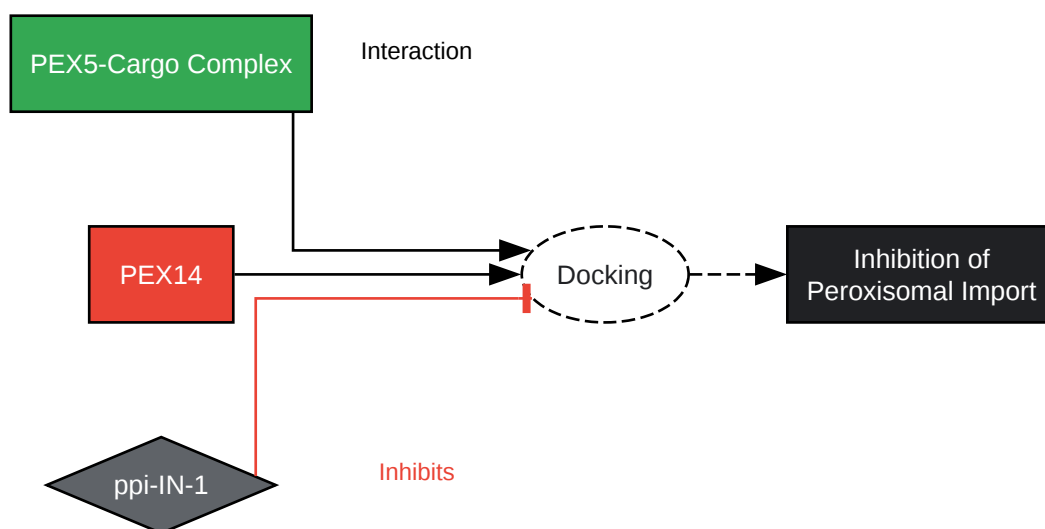 PEX5-Cargo Complex
Interaction
PEX14
Docking
Inhibition of
Peroxisomal Import
ppi-IN-1
Inhibits